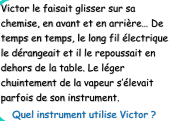 Victor le faisait glisser sur sa
chemise, en avant et en arrière... De
temps en temps, le long fil électrique
le dérangeait et il le repoussait en
dehors de la table. Le léger
chuintement de la vapeur s'élevait
parfois de son instrument.
Quel instrument utilise Victor ?